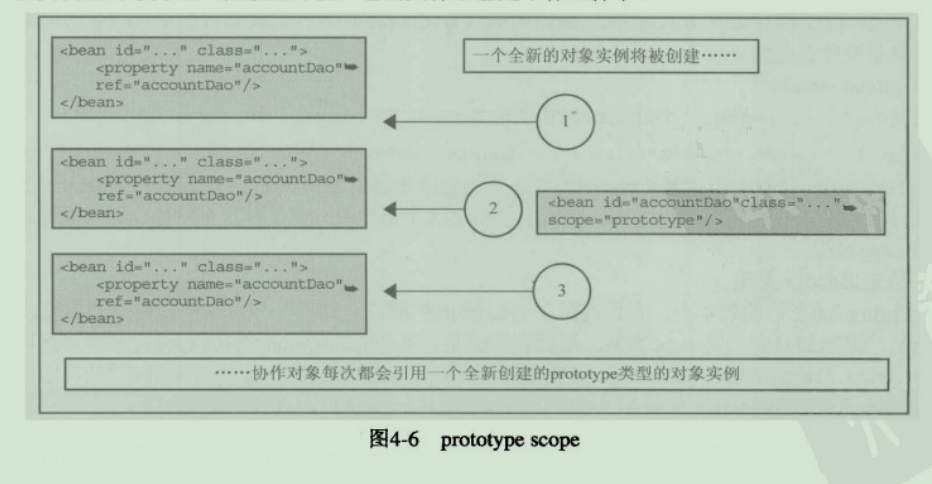 <bean id="..." class="...">
<property name="accountDao"➥
ref="accountDao"/>
</bean>
一个全新的对象实例将被创建……
1
<bean id="..." class="...">
<property name="accountDao"➥
ref="accountDao"/>
</bean>
2
<bean id="accountDao"class="..."➥
scope="prototype"/>
<bean id="..." class="...">
<property name="accountDao"➥
ref="accountDao"/>
</bean>
3
……协作对象每次都会引用一个全新创建的prototype类型的对象实例
图4-6 prototype scope